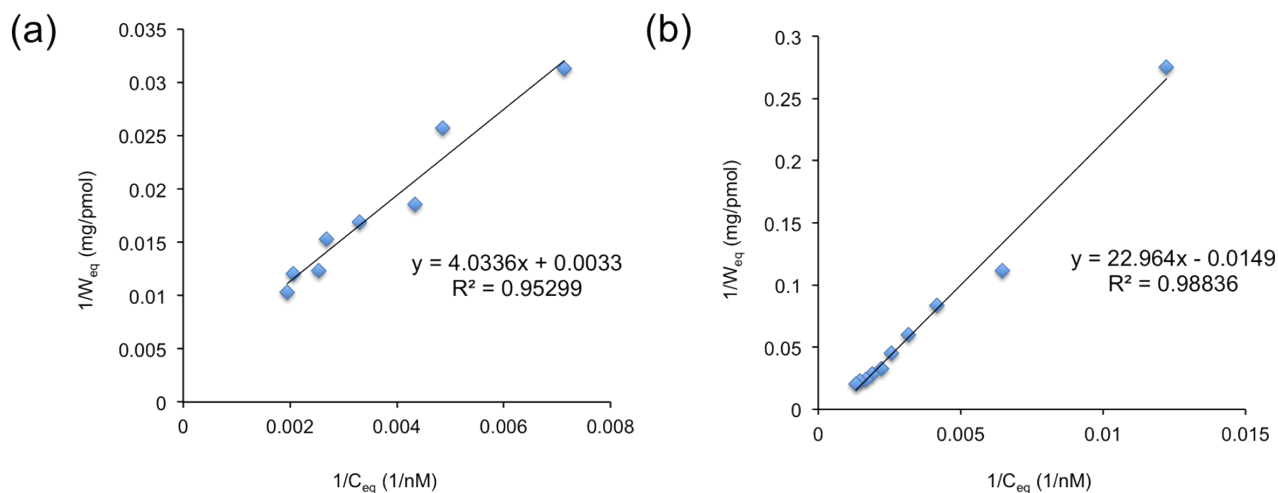 (a)
0.035
0.03
0.025
0.02
0.015
0.01
0.005
0
0
0.002
0.004
0.006
0.008
1/Weq (mg/pmol)
1/Ceq (1/nM)
y = 4.0336x + 0.0033
R² = 0.95299
(b)
0.3
0.25
0.2
0.15
0.1
0.05
0
0
0.005
0.01
0.015
1/Weq (mg/pmol)
1/Ceq (1/nM)
y = 22.964x - 0.0149
R² = 0.98836